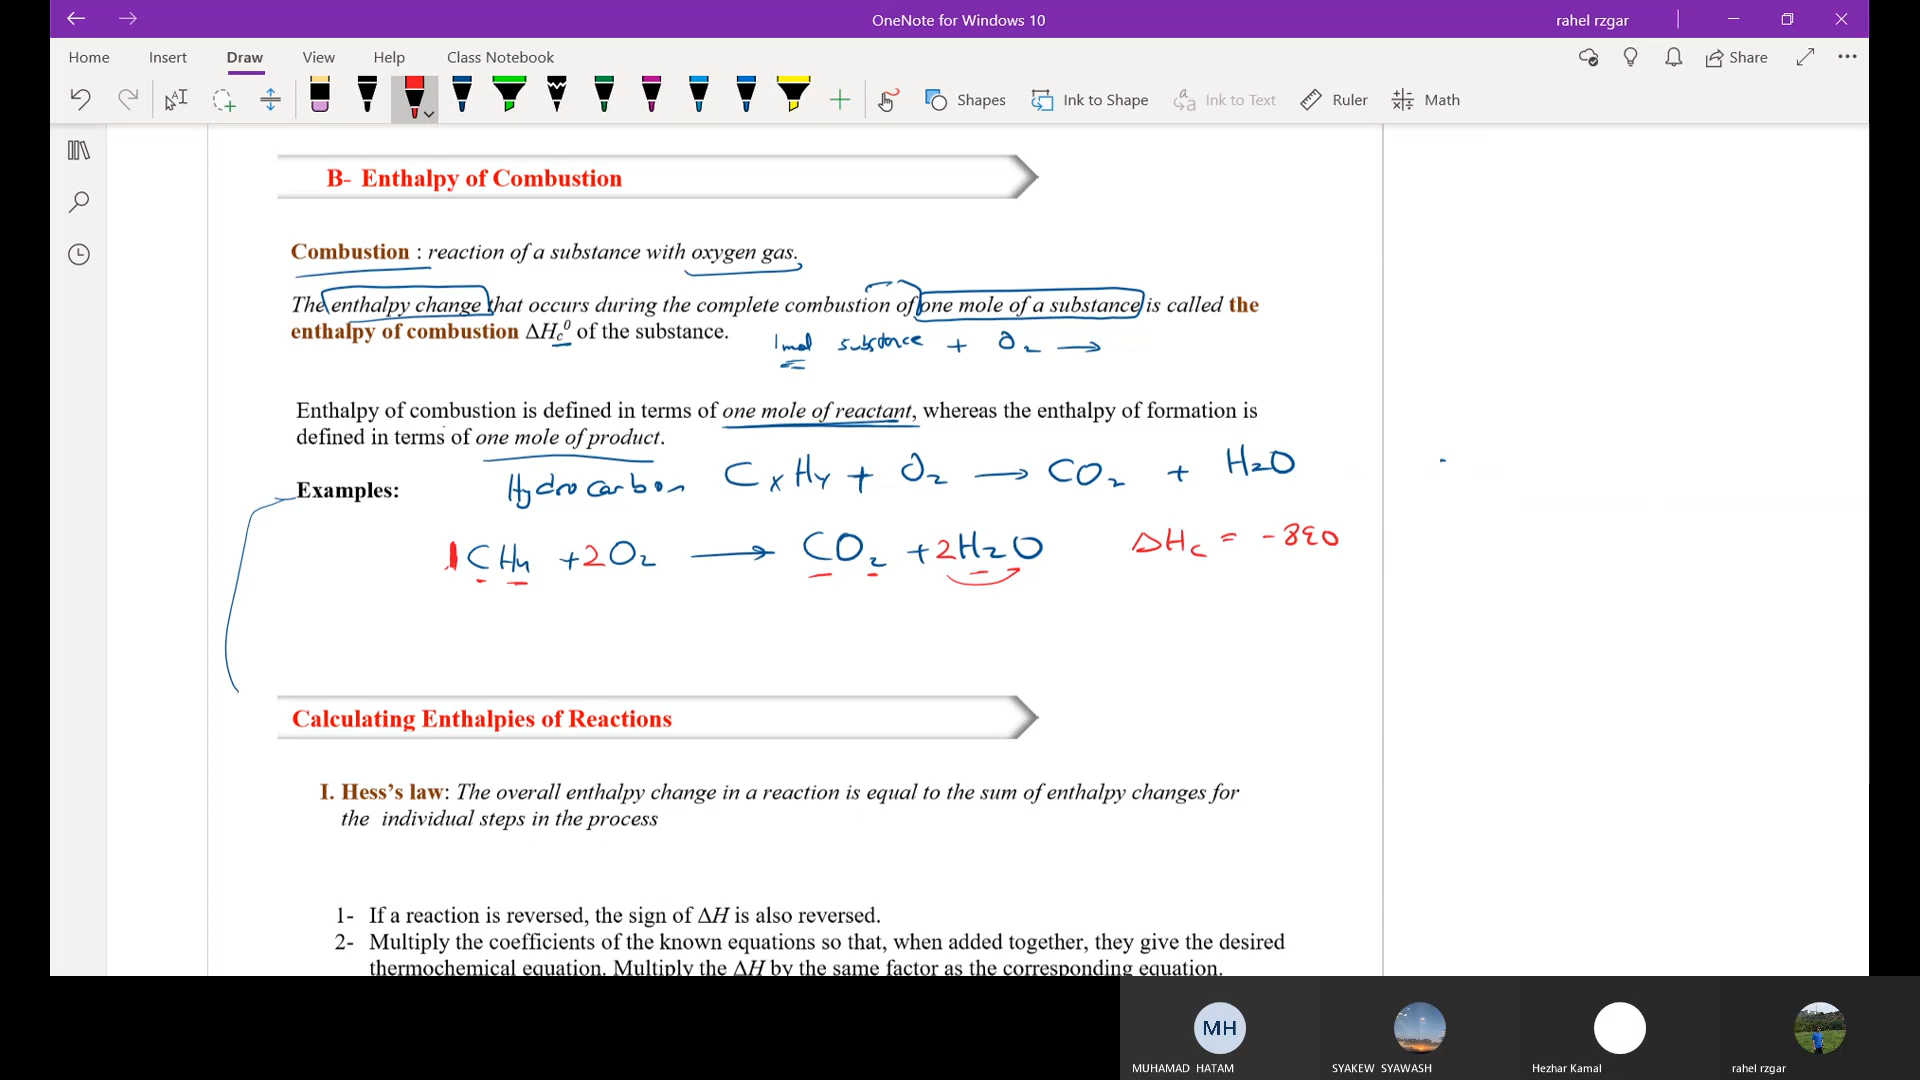 OneNote for Windows 10
rahel rzgar
Home Insert Draw View Help Class Notebook Share
Shapes Ink to Shape Ink to Text Ruler Math
B- Enthalpy of Combustion
Combustion : reaction of a substance with oxygen gas.
The enthalpy change that occurs during the complete combustion of one mole of a substance is called the
enthalpy of combustion ΔHc⁰ of the substance.
1mol substance + O₂ →
Enthalpy of combustion is defined in terms of one mole of reactant, whereas the enthalpy of formation is
defined in terms of one mole of product.
Hydrocarbon CxHy + O₂ → CO₂ + H₂O
Examples:
1CH₄ + 2O₂ → CO₂ + 2H₂O ΔHc = -890
Calculating Enthalpies of Reactions
I. Hess’s law: The overall enthalpy change in a reaction is equal to the sum of enthalpy changes for
the individual steps in the process
1- If a reaction is reversed, the sign of ΔH is also reversed.
2- Multiply the coefficients of the known equations so that, when added together, they give the desired
thermochemical equation. Multiply the ΔH by the same factor as the corresponding equation.
MH
MUHAMAD HATAM SYAKEW SYAWASH Hezhar Kamal rahel rzgar